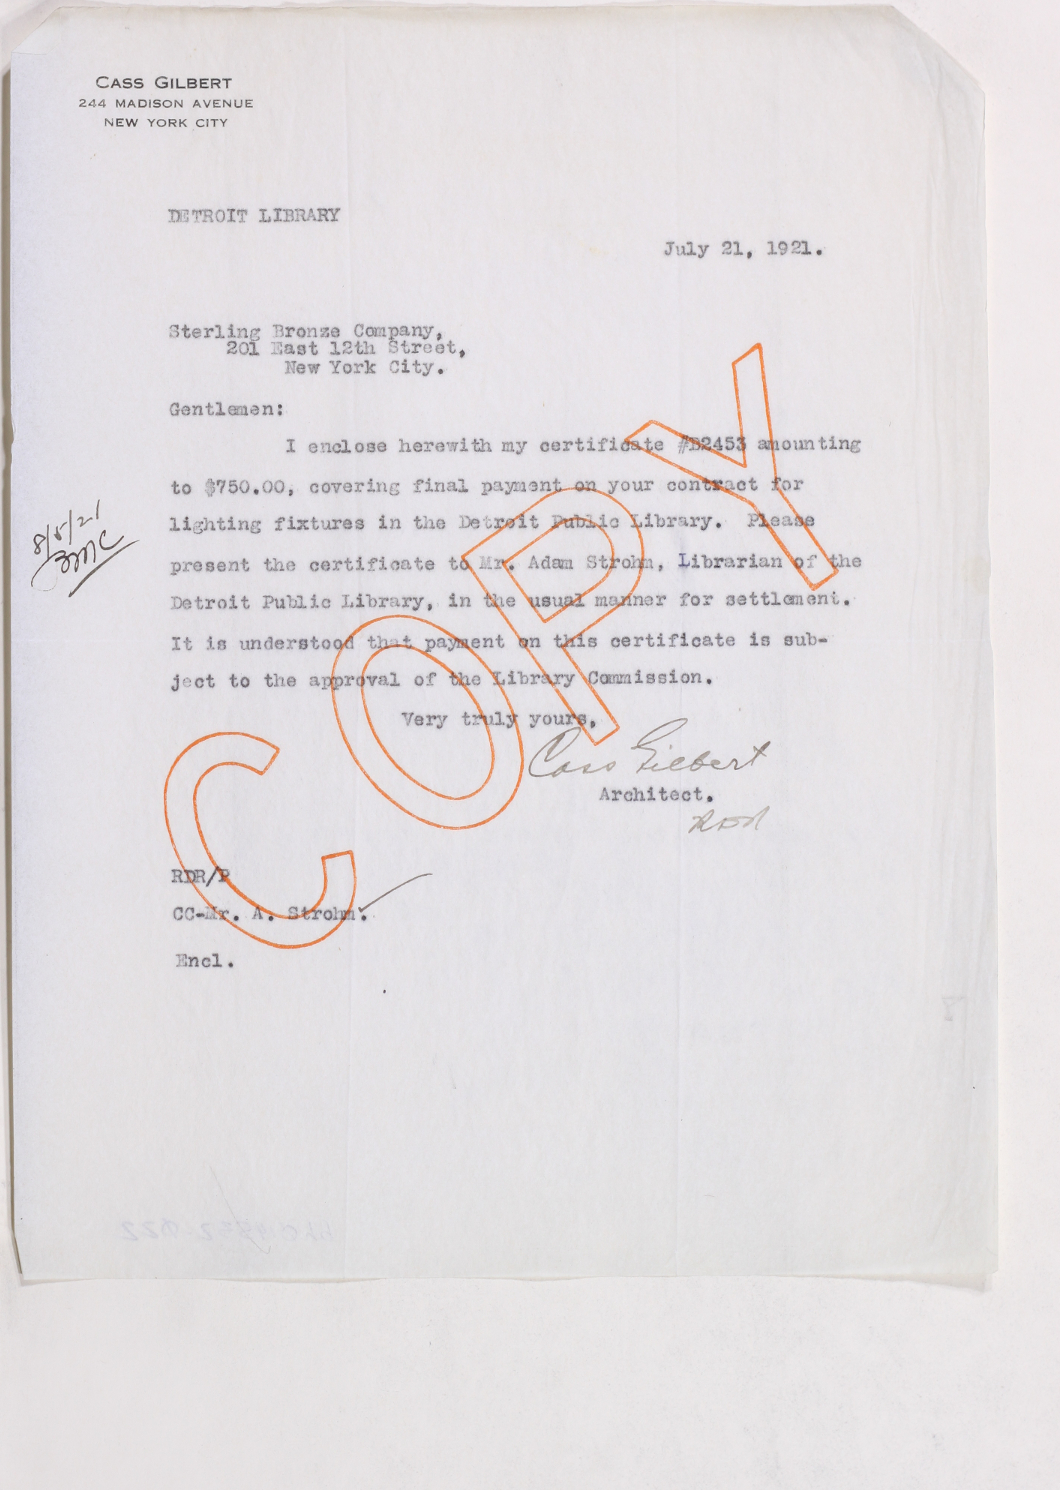 CASS GILBERT
244 MADISON AVENUE
NEW YORK CITY
DETROIT LIBRARY
July 21, 1921.
Sterling Bronze Company,
201 East 12th Street,
New York City.
Gentlemen:
I enclose herewith my certificate #B2453 amounting
to $750.00, covering final payment on your contract for
lighting fixtures in the Detroit Public Library. Please
present the certificate to Mr. Adam Strohm, Librarian of the
Detroit Public Library, in the usual manner for settlement.
It is understood that payment on this certificate is sub-
ject to the approval of the Library Commission.
Very truly yours,
Cass Gilbert
Architect.
RDR/P
CC-Mr. A. Strohm.
Encl.
8/5/21
COPY